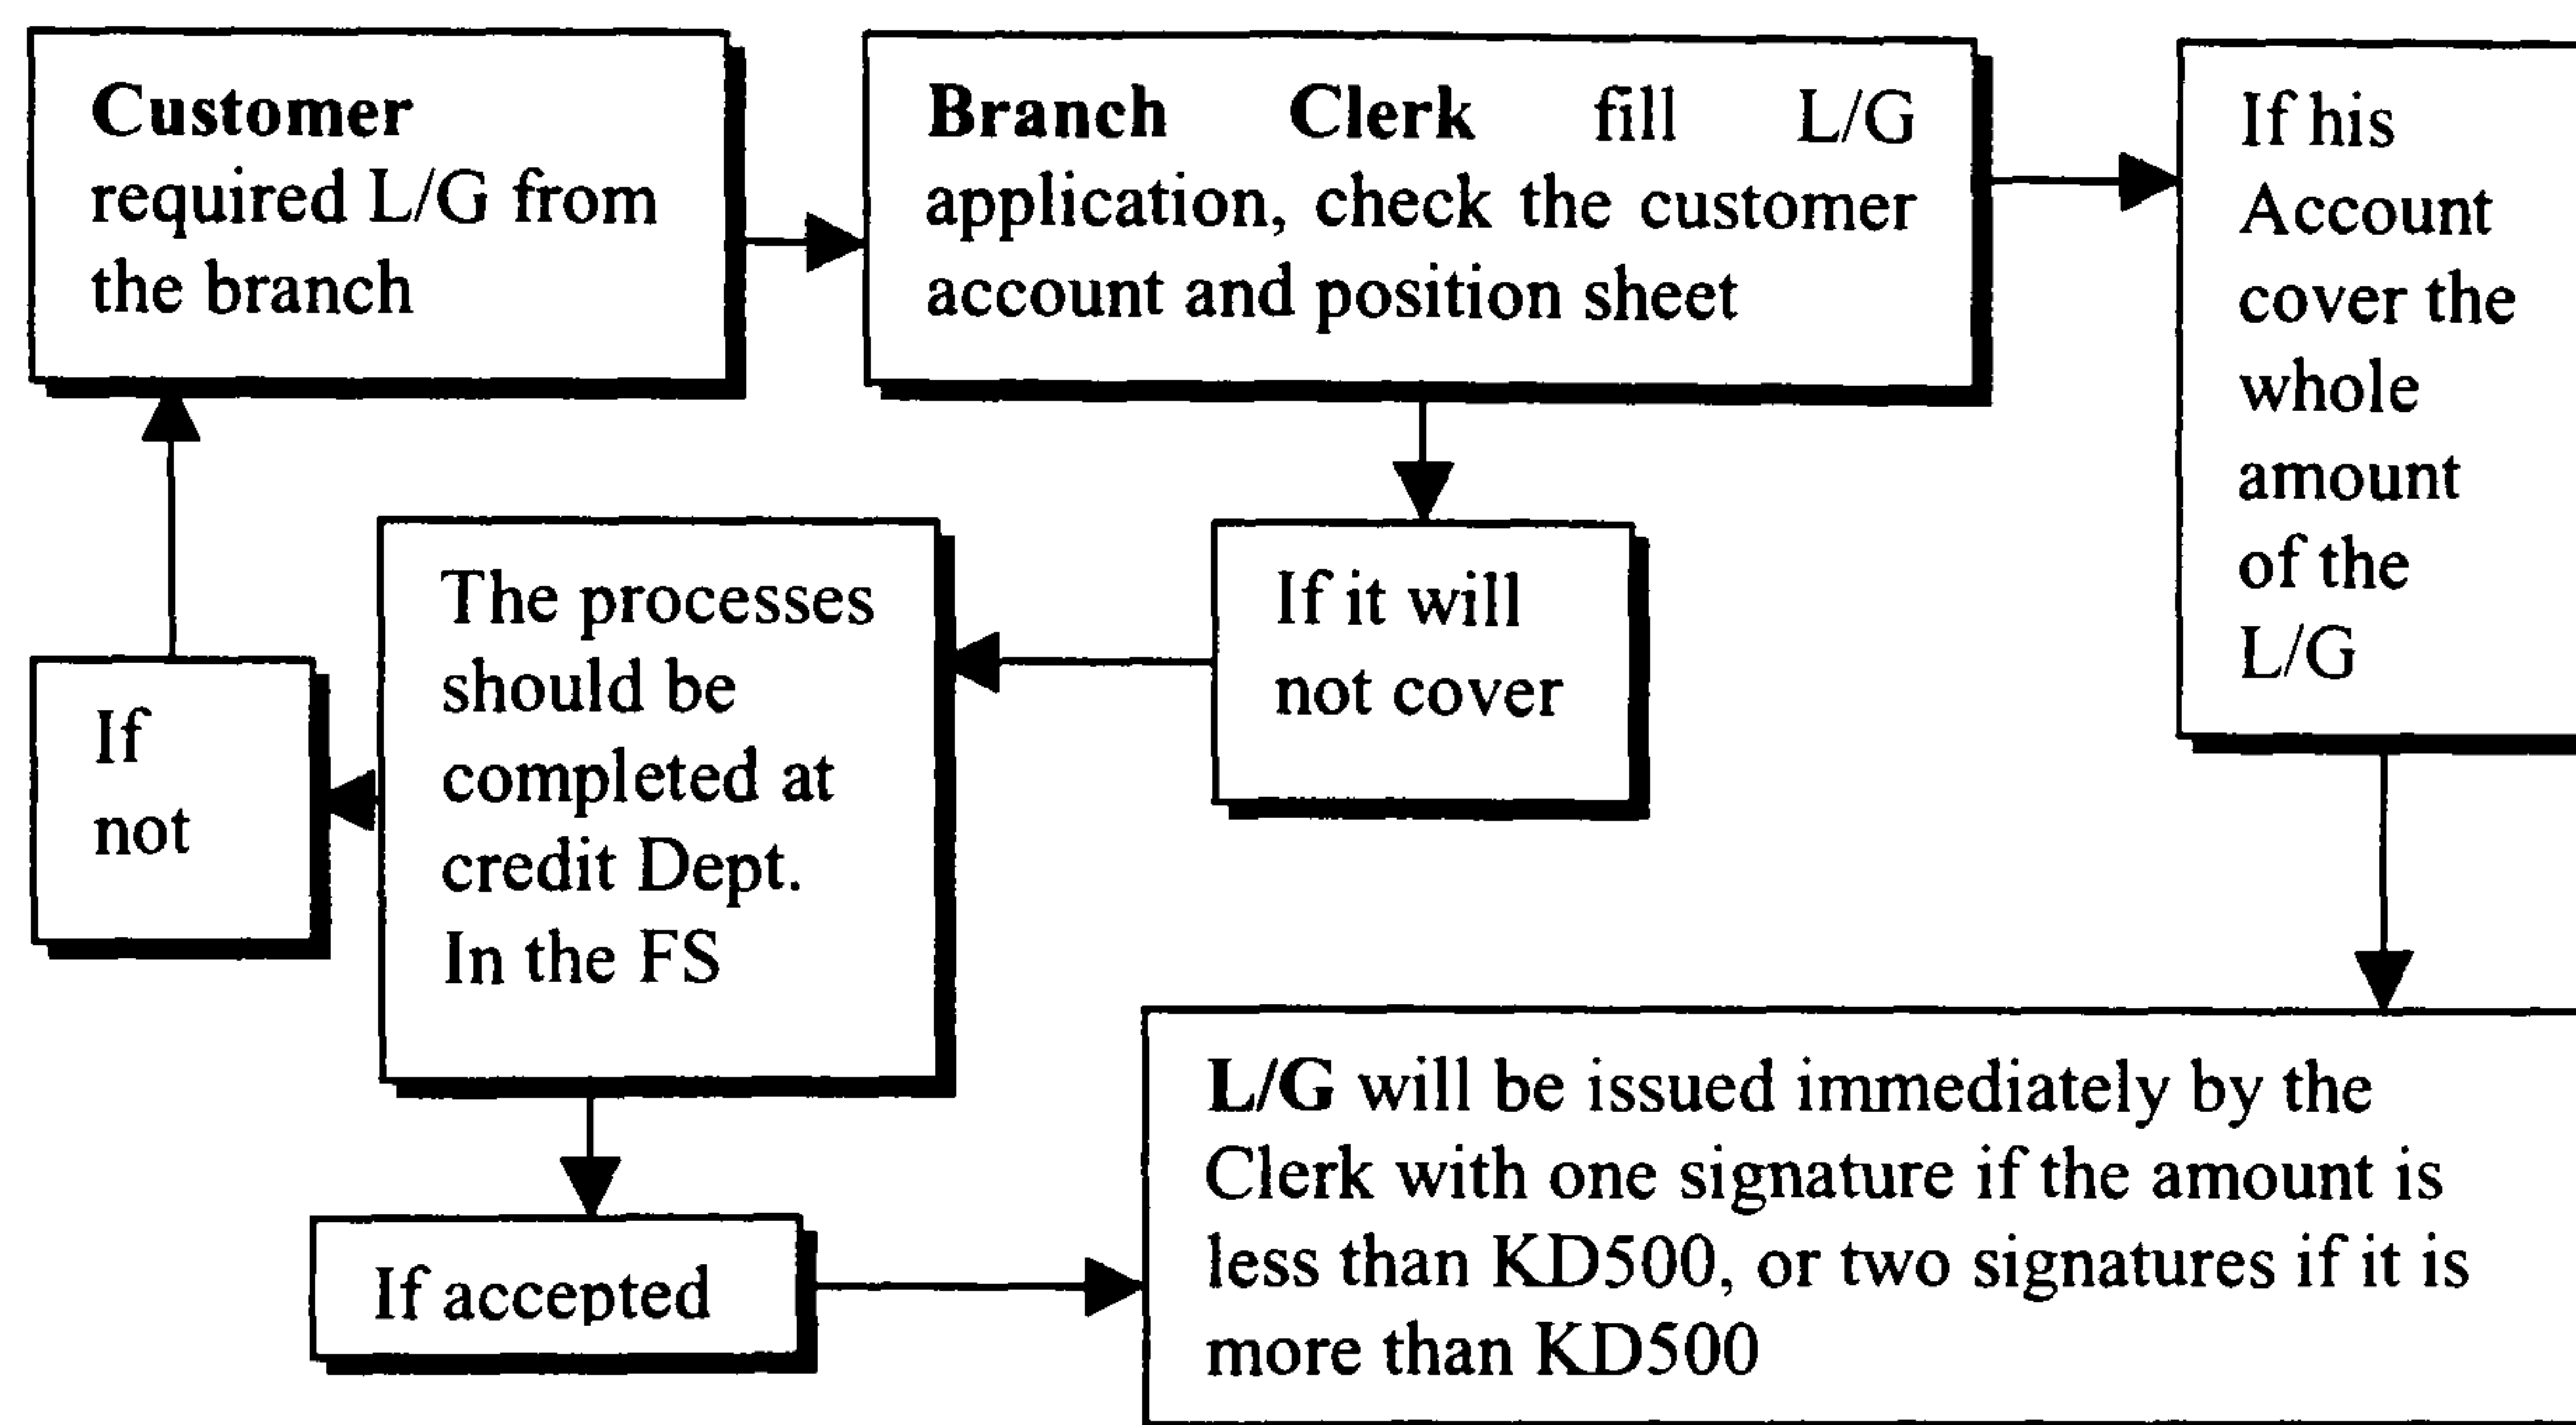 Customer
required L/G from
the branch
Branch Clerk fill L/G
application, check the customer
account and position sheet
If his
Account
cover the
whole
amount
of the
L/G
If it will
not cover
The processes
should be
completed at
credit Dept.
In the FS
If
not
If accepted
L/G will be issued immediately by the
Clerk with one signature if the amount is
less than KD500, or two signatures if it is
more than KD500